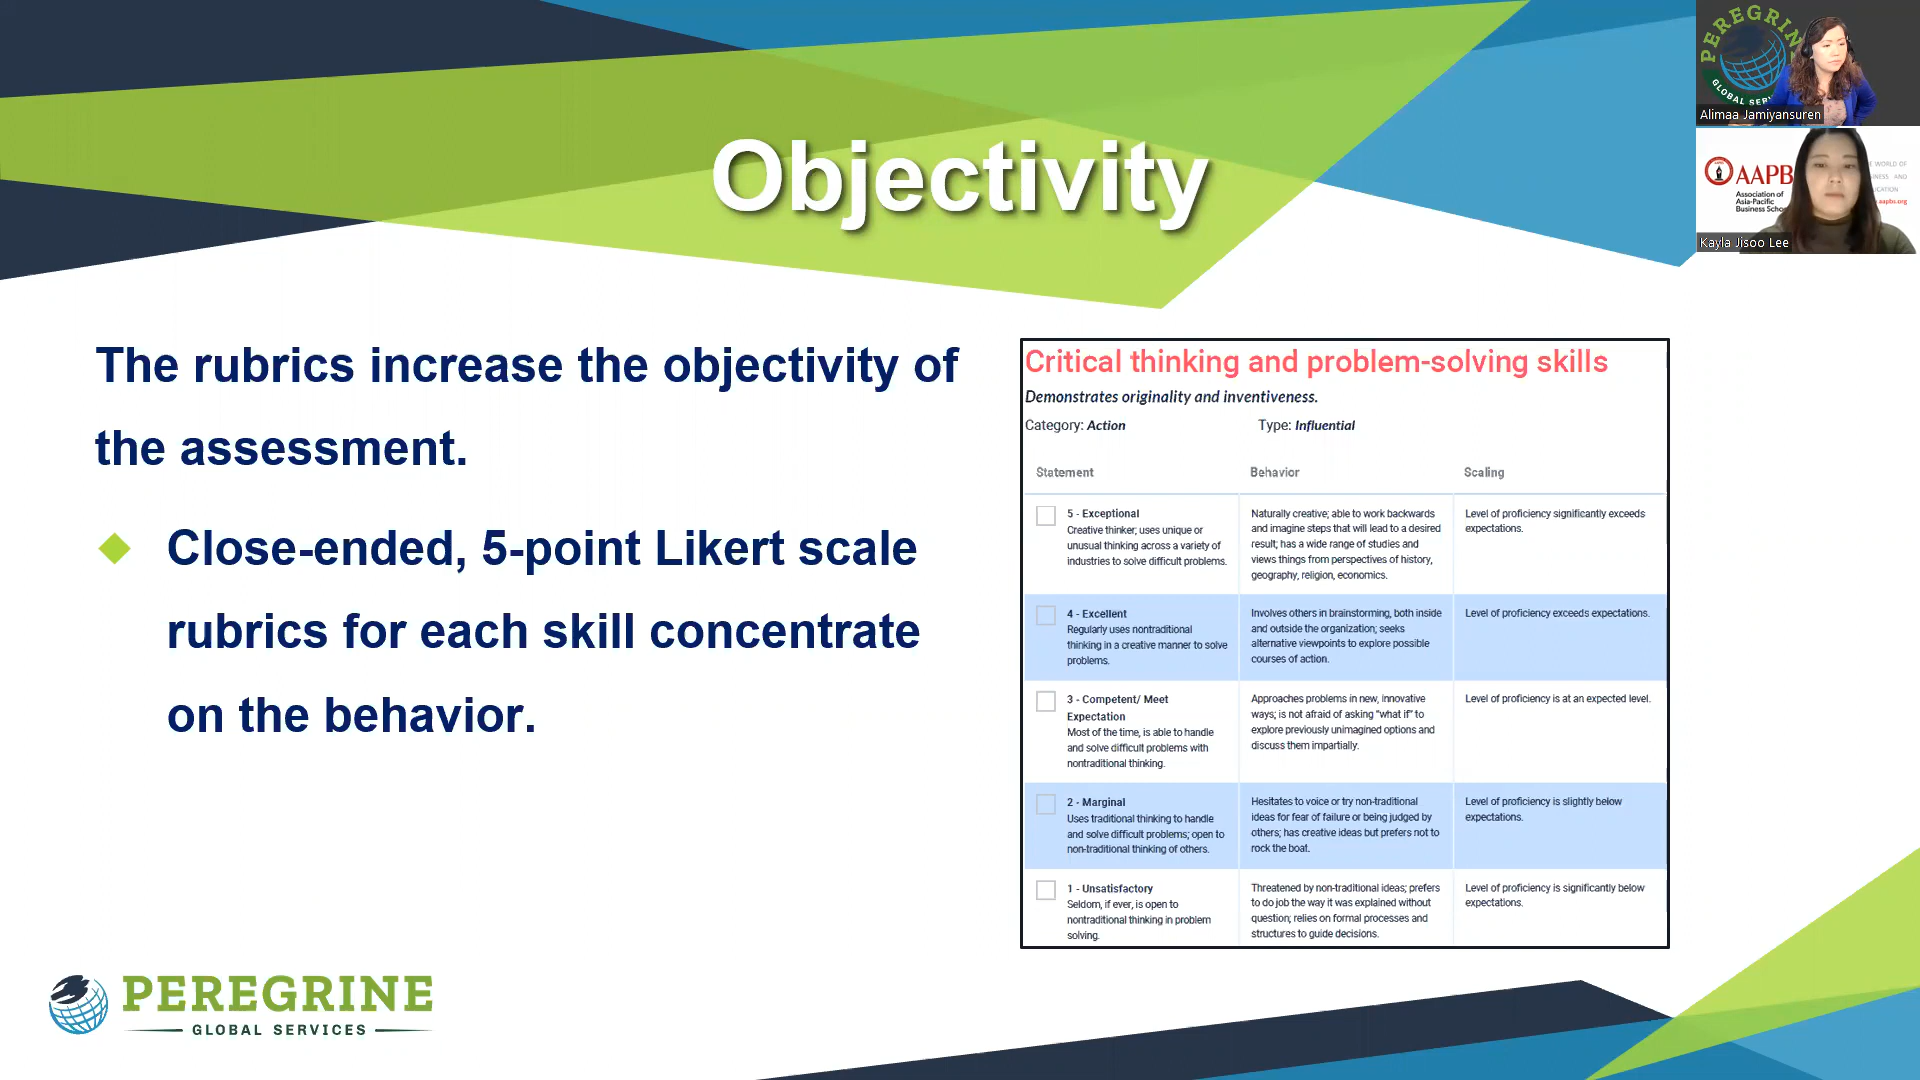 Objectivity
The rubrics increase the objectivity of
the assessment.
Close-ended, 5-point Likert scale
rubrics for each skill concentrate
on the behavior.
Critical thinking and problem-solving skills
Demonstrates originality and inventiveness.
Category: Action Type: Influential
Statement Behavior Scaling
5 - Exceptional
Creative thinker; uses unique or
unusual thinking across a variety of
industries to solve difficult problems.
Naturally creative; able to work backwards
and imagine steps that will lead to a desired
result; has a wide range of studies and
views things from perspectives of history,
geography, religion, economics.
Level of proficiency significantly exceeds
expectations.
4 - Excellent
Regularly uses nontraditional
thinking in a creative manner to solve
problems.
Involves others in brainstorming, both inside
and outside the organization; seeks
alternative viewpoints to explore possible
courses of action.
Level of proficiency exceeds expectations.
3 - Competent/ Meet
Expectation
Most of the time, is able to handle
and solve difficult problems with
nontraditional thinking.
Approaches problems in new, innovative
ways; is not afraid of asking "what if" to
explore previously unimagined options and
discuss them impartially.
Level of proficiency is at an expected level.
2 - Marginal
Uses traditional thinking to handle
and solve difficult problems; open to
non-traditional thinking of others.
Hesitates to voice or try non-traditional
ideas for fear of failure or being judged by
others; has creative ideas but prefers not to
rock the boat.
Level of proficiency is slightly below
expectations.
1 - Unsatisfactory
Seldom, if ever, is open to
nontraditional thinking in problem
solving.
Threatened by non-traditional ideas; prefers
to do job the way it was explained without
question; relies on formal processes and
structures to guide decisions.
Level of proficiency is significantly below
expectations.
PEREGRINE
GLOBAL SERVICES
PEREGRINE
GLOBAL SER
Alimaa Jamiyansuren
AAPB
Association of
Asia-Pacific
Business Scho
WORLD OF
AND
aapbs.org
Kayla Jisoo Lee